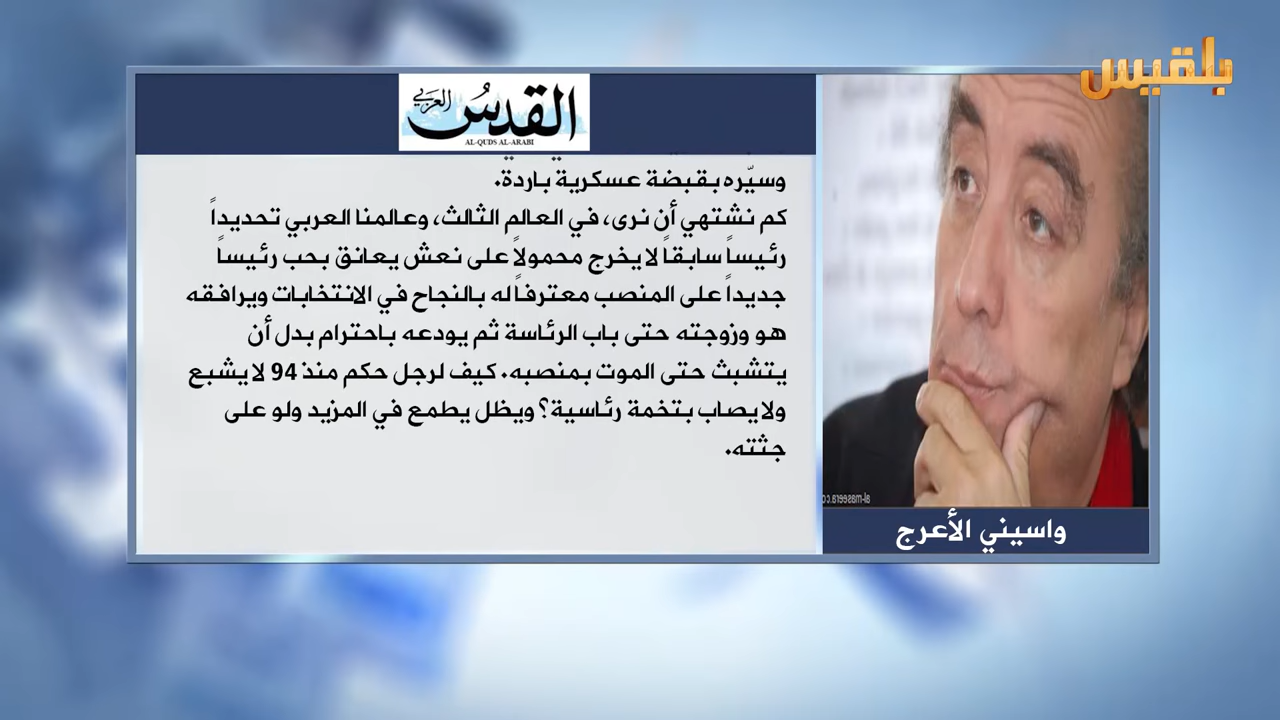 بلقيس
القدس العربي
AL-QUDS AL-ARABI
وسيّره بقبضة عسكرية باردة.
كم نشتهي أن نرى، في العالم الثالث، وعالمنا العربي تحديداً
رئيساً سابقاً لا يخرج محمولاً على نعش يعانق بحب رئيساً
جديداً على المنصب معترفاً له بالنجاح في الانتخابات ويرافقه
هو وزوجته حتى باب الرئاسة ثم يودعه باحترام بدل أن
يتشبث حتى الموت بمنصبه. كيف لرجل حكم منذ 94 لا يشبع
ولا يصاب بتخمة رئاسية؟ ويظل يطمع في المزيد ولو على
جثته.
al-maseera.co
واسيني الأعرج